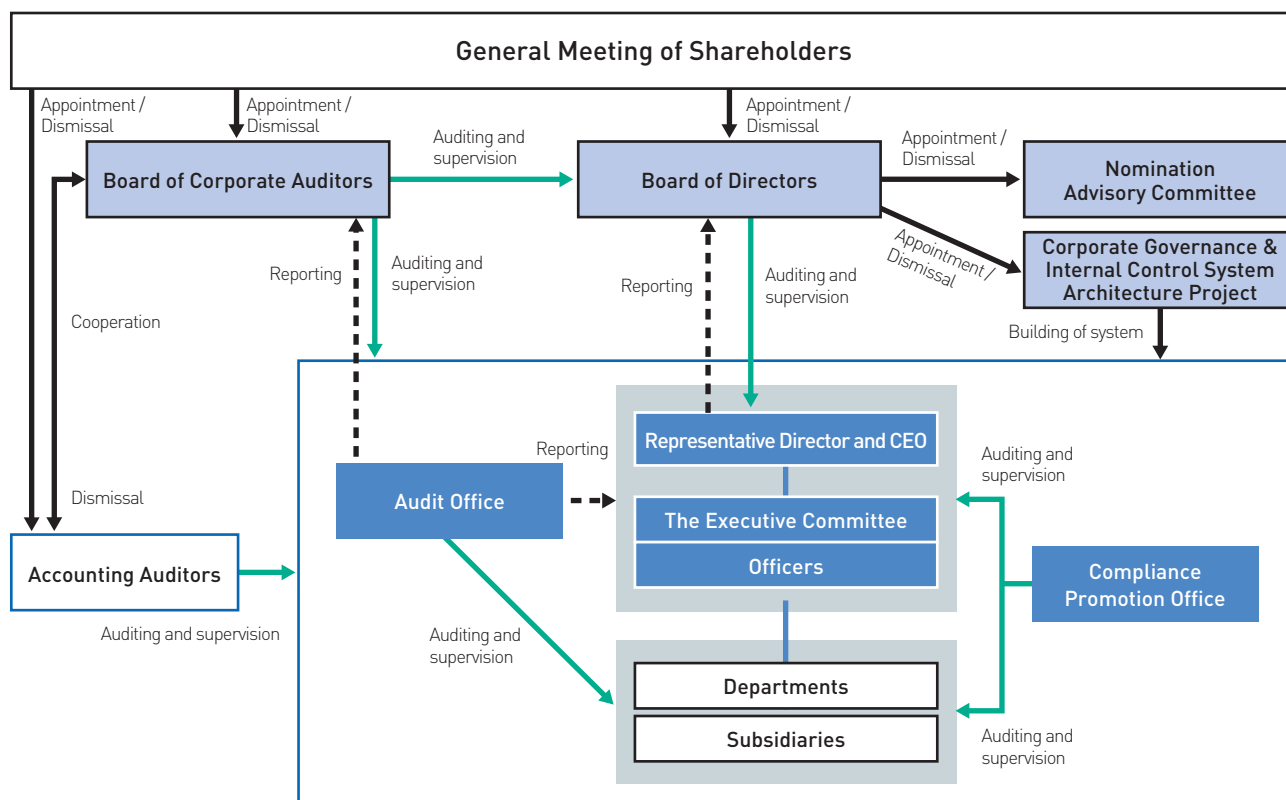 General Meeting of Shareholders
Appointment /
Dismissal
Appointment /
Dismissal
Appointment /
Dismissal
Auditing and
supervision
Appointment /
Dismissal
Board of Corporate Auditors
Board of Directors
Nomination
Advisory Committee
Reporting
Auditing and
supervision
Reporting
Auditing and
supervision
Appointment /
Dismissal
Corporate Governance &
Internal Control System
Architecture Project
Cooperation
Building of system
Representative Director and CEO
Reporting
Auditing and
supervision
Audit Office
Dismissal
The Executive Committee
Officers
Accounting Auditors
Compliance
Promotion Office
Auditing and supervision
Auditing and
supervision
Departments
Subsidiaries
Auditing and
supervision